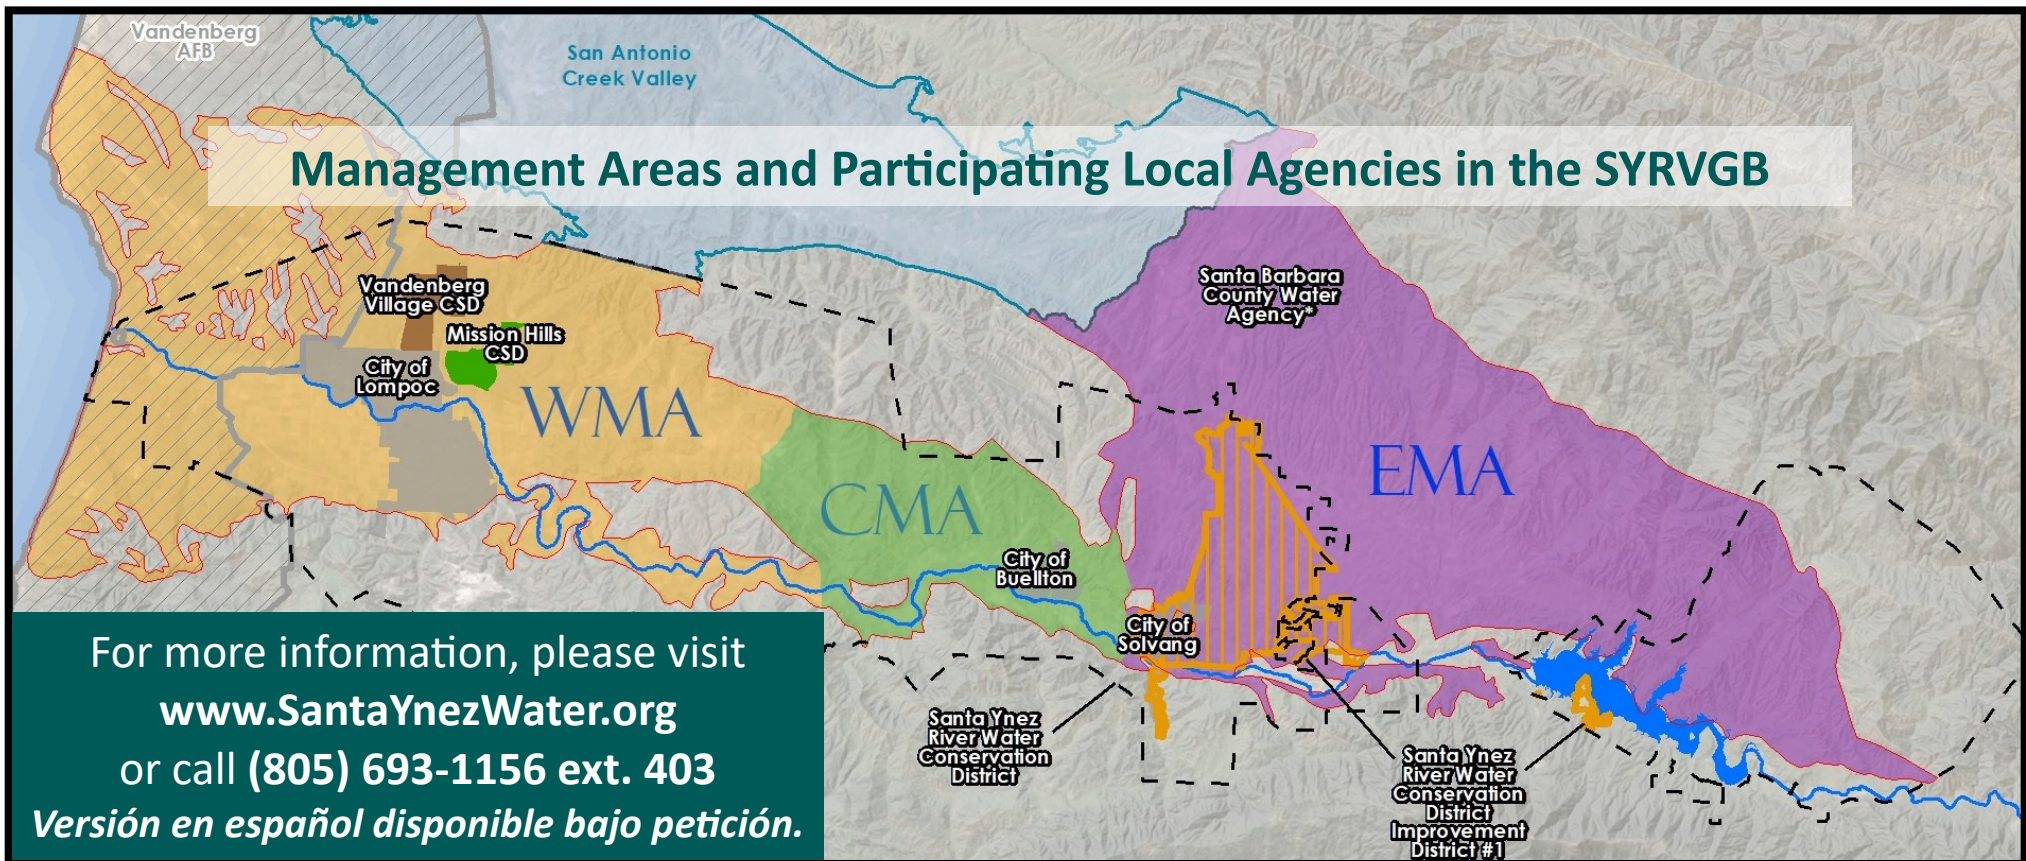 Vandenberg
AFB
San Antonio
Creek Valley
Management Areas and Participating Local Agencies in the SYRVGB
Santa Barbara
County Water
Agency*
Vandenberg
Village CSD
Mission Hills
CSD
City of
Lompoc
WMA
EMA
CMA
City of
Buellton
City of
Solvang
Santa Ynez
River Water
Conservation
District
Santa Ynez
River Water
Conservation
District
Improvement
District #1
For more information, please visit
www.SantaYnezWater.org
or call (805) 693-1156 ext. 403
Versión en español disponible bajo petición.